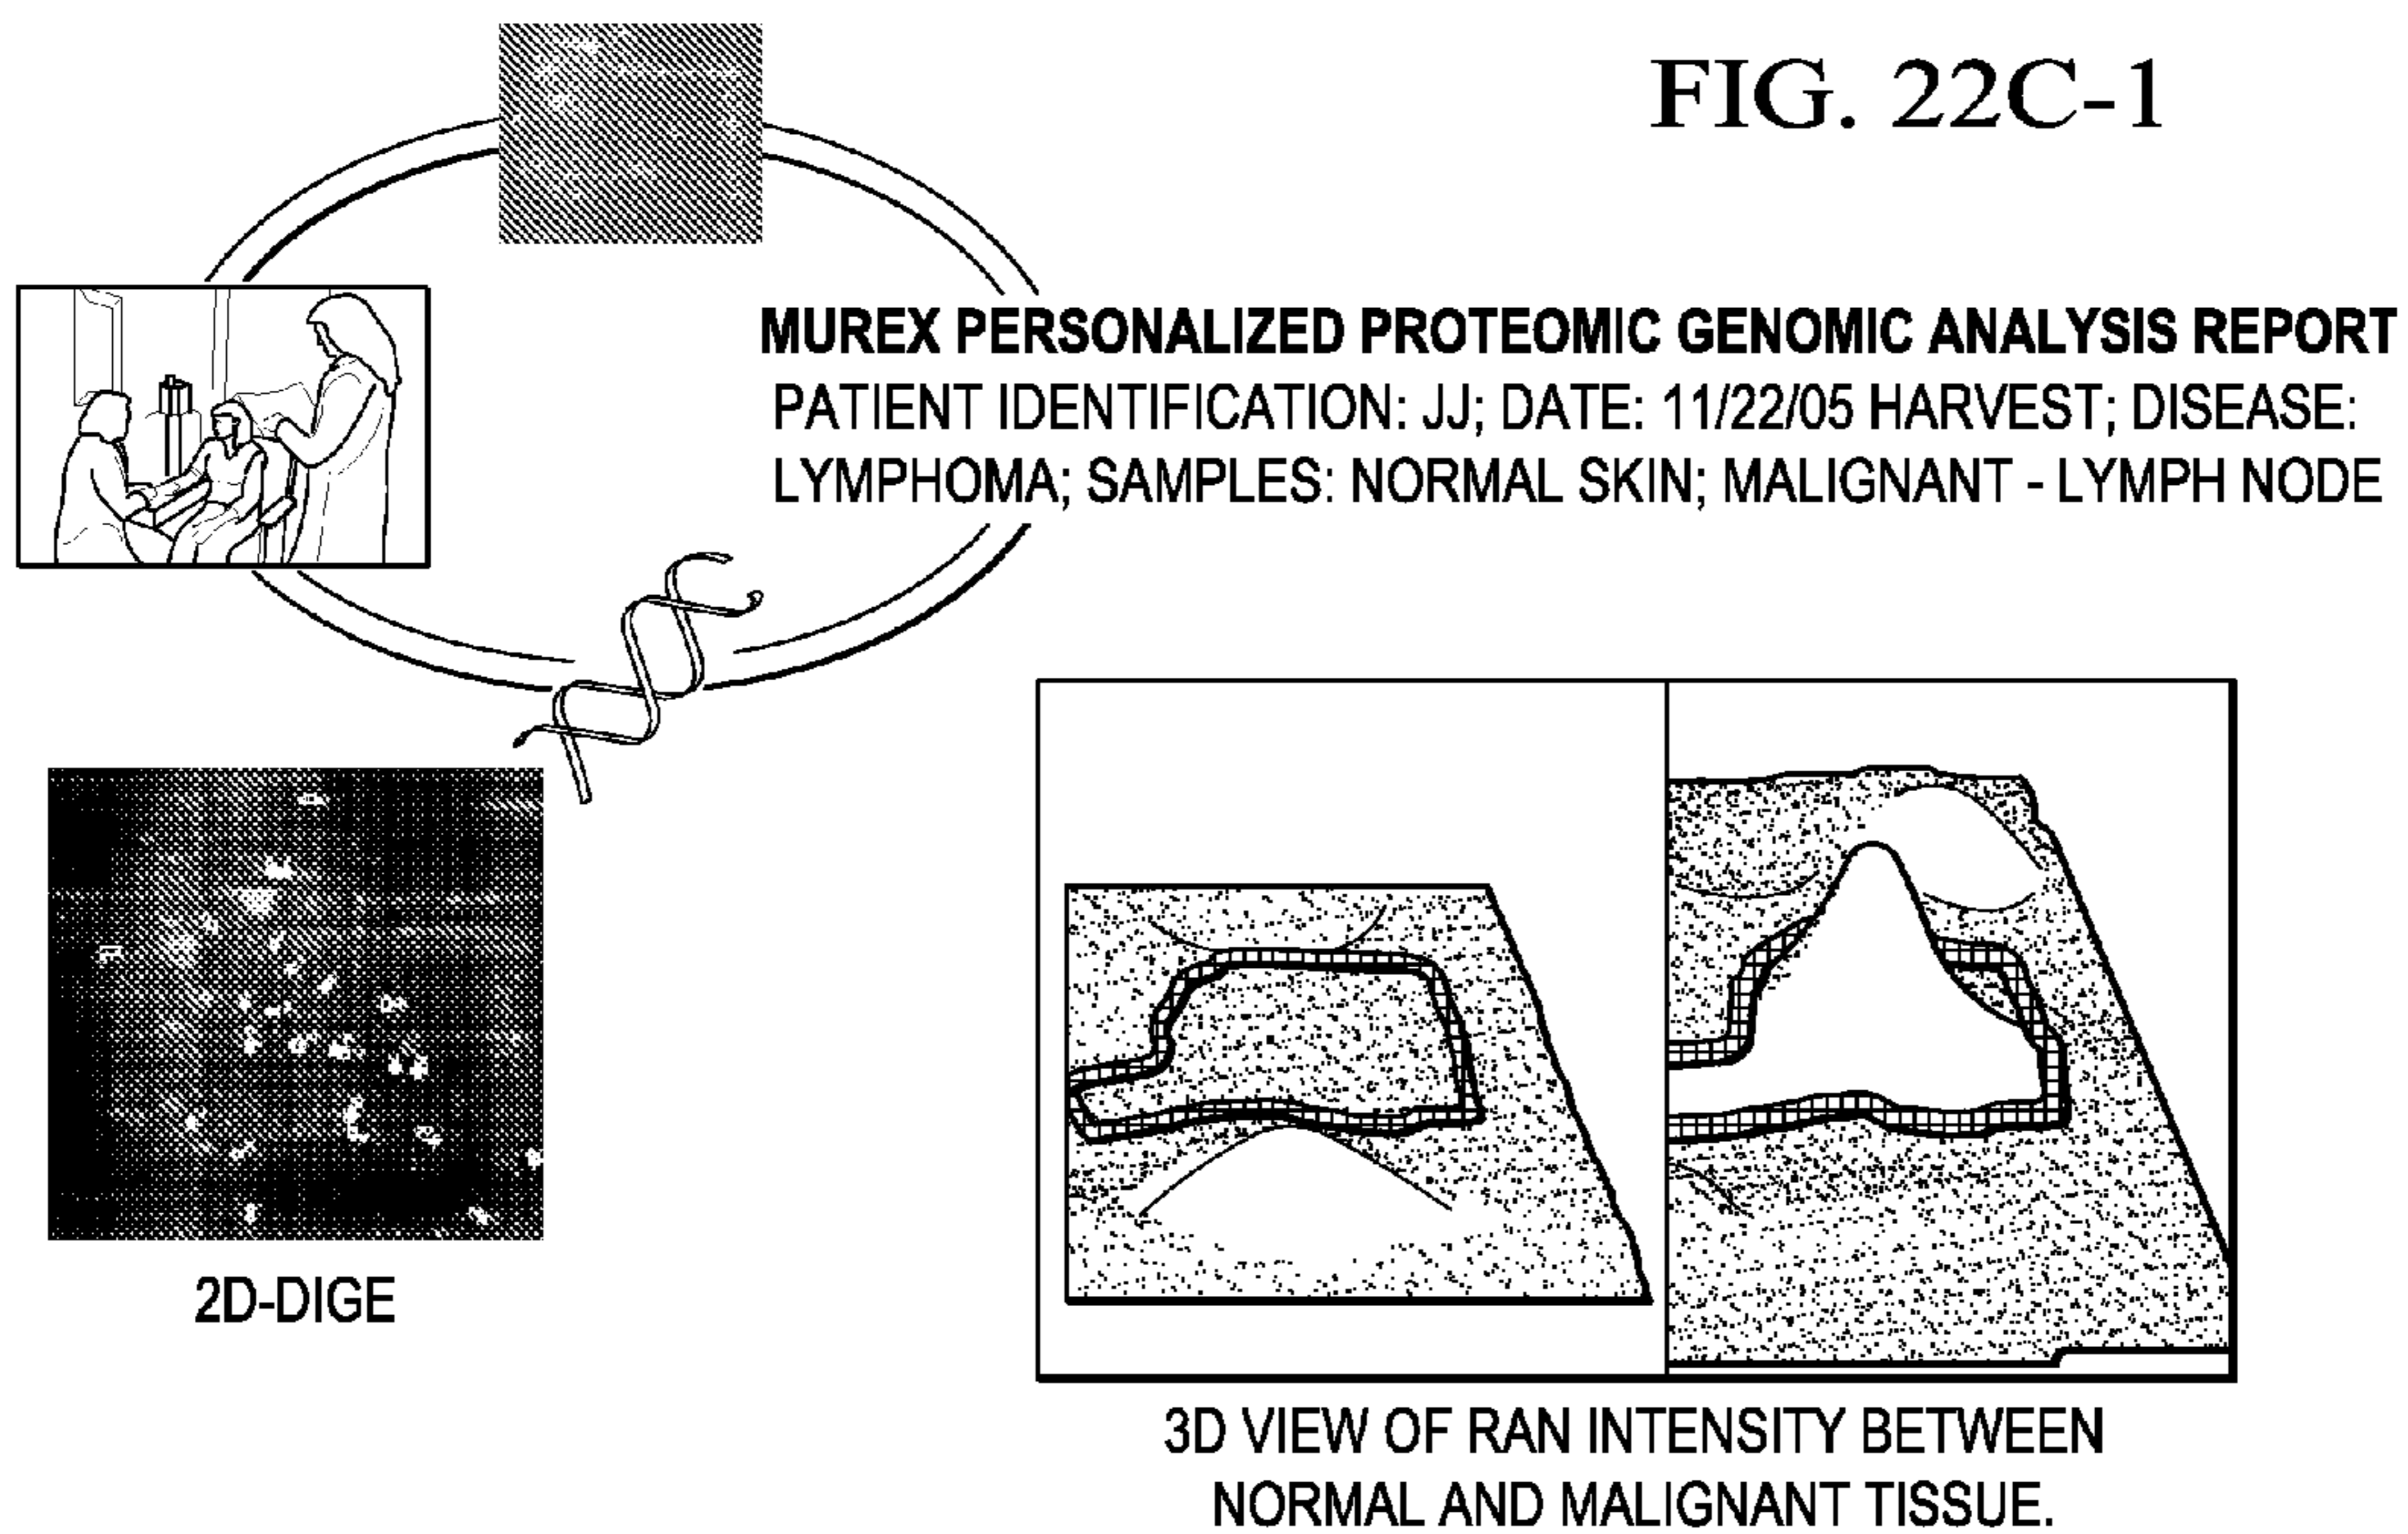 FIG. 22C-1
MUREX PERSONALIZED PROTEOMIC GENOMIC ANALYSIS REPORT
PATIENT IDENTIFICATION: JJ; DATE: 11/22/05 HARVEST; DISEASE:
LYMPHOMA; SAMPLES: NORMAL SKIN; MALIGNANT - LYMPH NODE
2D-DIGE
3D VIEW OF RAN INTENSITY BETWEEN
NORMAL AND MALIGNANT TISSUE.